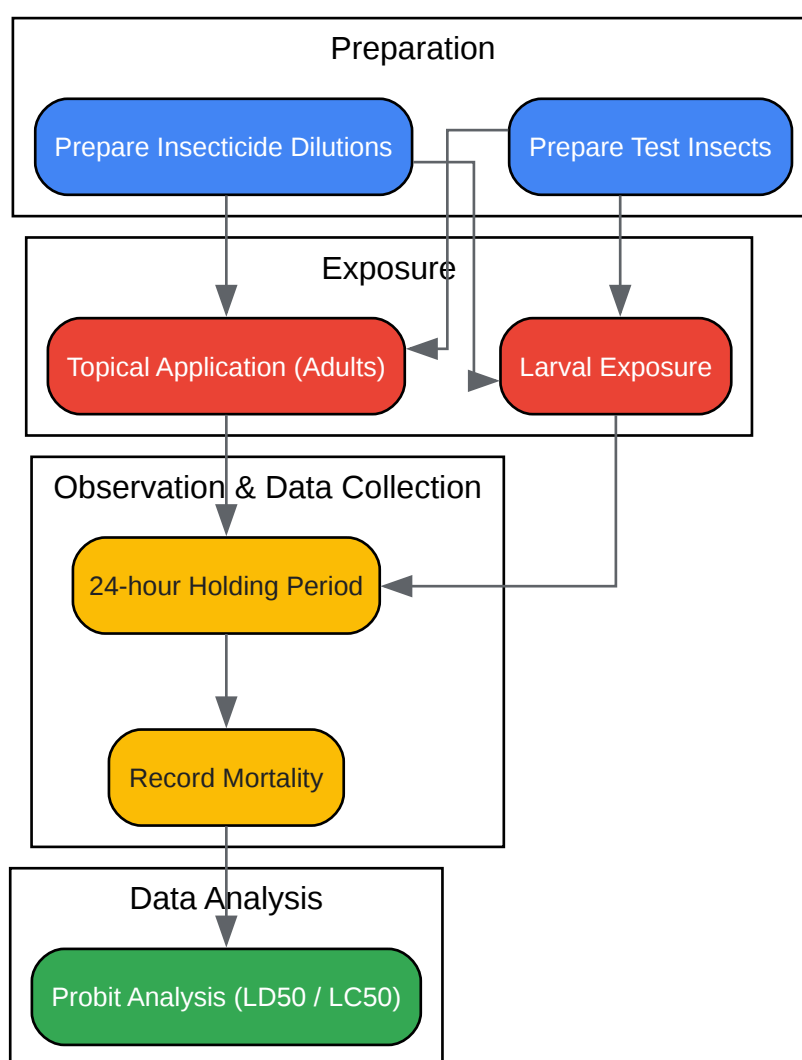 Preparation
Prepare Insecticide Dilutions
Prepare Test Insects
Exposure
Topical Application (Adults)
Larval Exposure
Observation & Data Collection
24-hour Holding Period
Record Mortality
Data Analysis
Probit Analysis (LD50 / LC50)